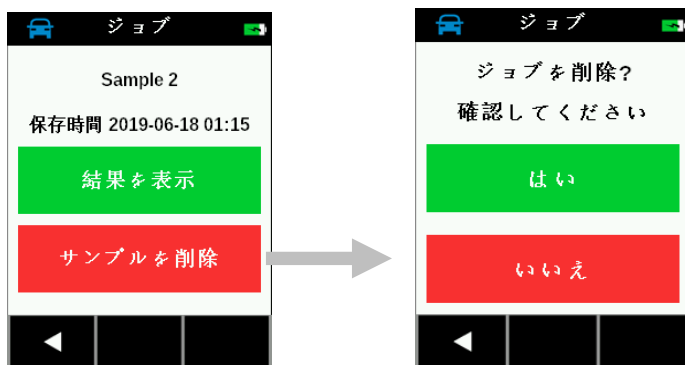 ジョブ
Sample 2
保存時間 2019-06-18 01:15
結果を表示
サンプルを削除
ジョブ
ジョブを削除?
確認してください
はい
いいえ